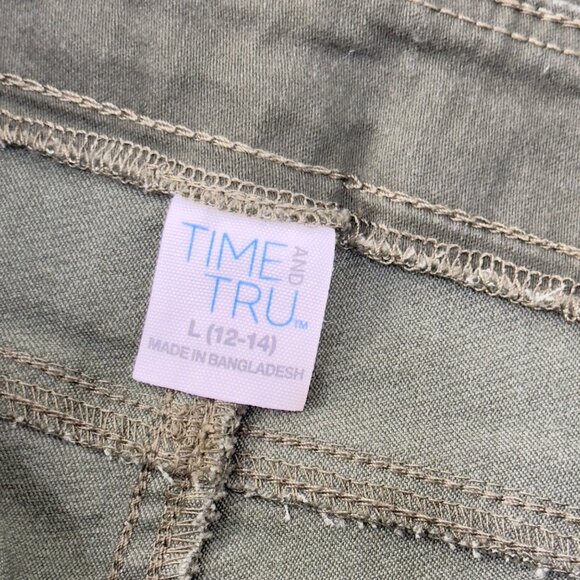 TIME
AND
TRU™
L (12-14)
MADE IN BANGLADESH